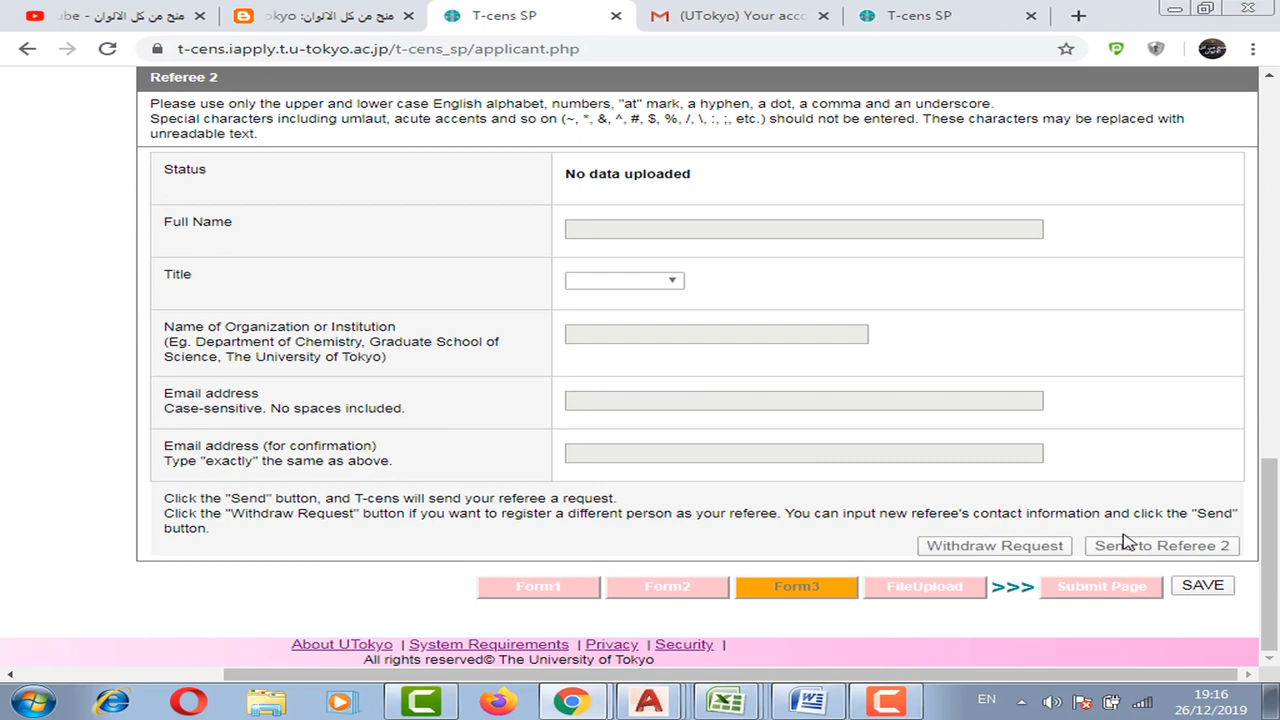 ube - منح من كل الالوان
okyo :منح من كل الالوان
T-cens SP
(UTokyo) Your acco
T-cens SP
t-cens.iapply.t.u-tokyo.ac.jp/t-cens_sp/applicant.php
Referee 2
Please use only the upper and lower case English alphabet, numbers, "at" mark, a hyphen, a dot, a comma and an underscore.
Special characters including umlaut, acute accents and so on (~, *, &, ^, #, $, %, /, \, :, ;, etc.) should not be entered. These characters may be replaced with
unreadable text.
Status
No data uploaded
Full Name
Title
Name of Organization or Institution
(Eg. Department of Chemistry, Graduate School of
Science, The University of Tokyo)
Email address
Case-sensitive. No spaces included.
Email address (for confirmation)
Type "exactly" the same as above.
Click the "Send" button, and T-cens will send your referee a request.
Click the "Withdraw Request" button if you want to register a different person as your referee. You can input new referee's contact information and click the "Send"
button.
Withdraw Request
Send to Referee 2
Form1
Form2
Form3
FileUpload
>>>
Submit Page
SAVE
About UTokyo | System Requirements | Privacy | Security |
All rights reserved© The University of Tokyo
EN
19:16
26/12/2019